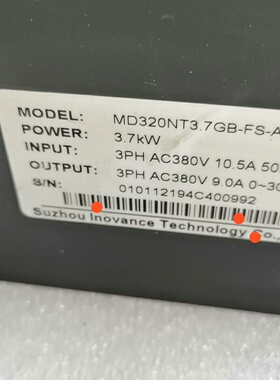 MODEL: MD320NT3.7GB-FS-A
POWER: 3.7kW
INPUT: 3PH AC380V 10.5A 50
OUTPUT: 3PH AC380V 9.0A 0~30
S/N:
010112194C400992
Suzhou Inovance Technology Co.,